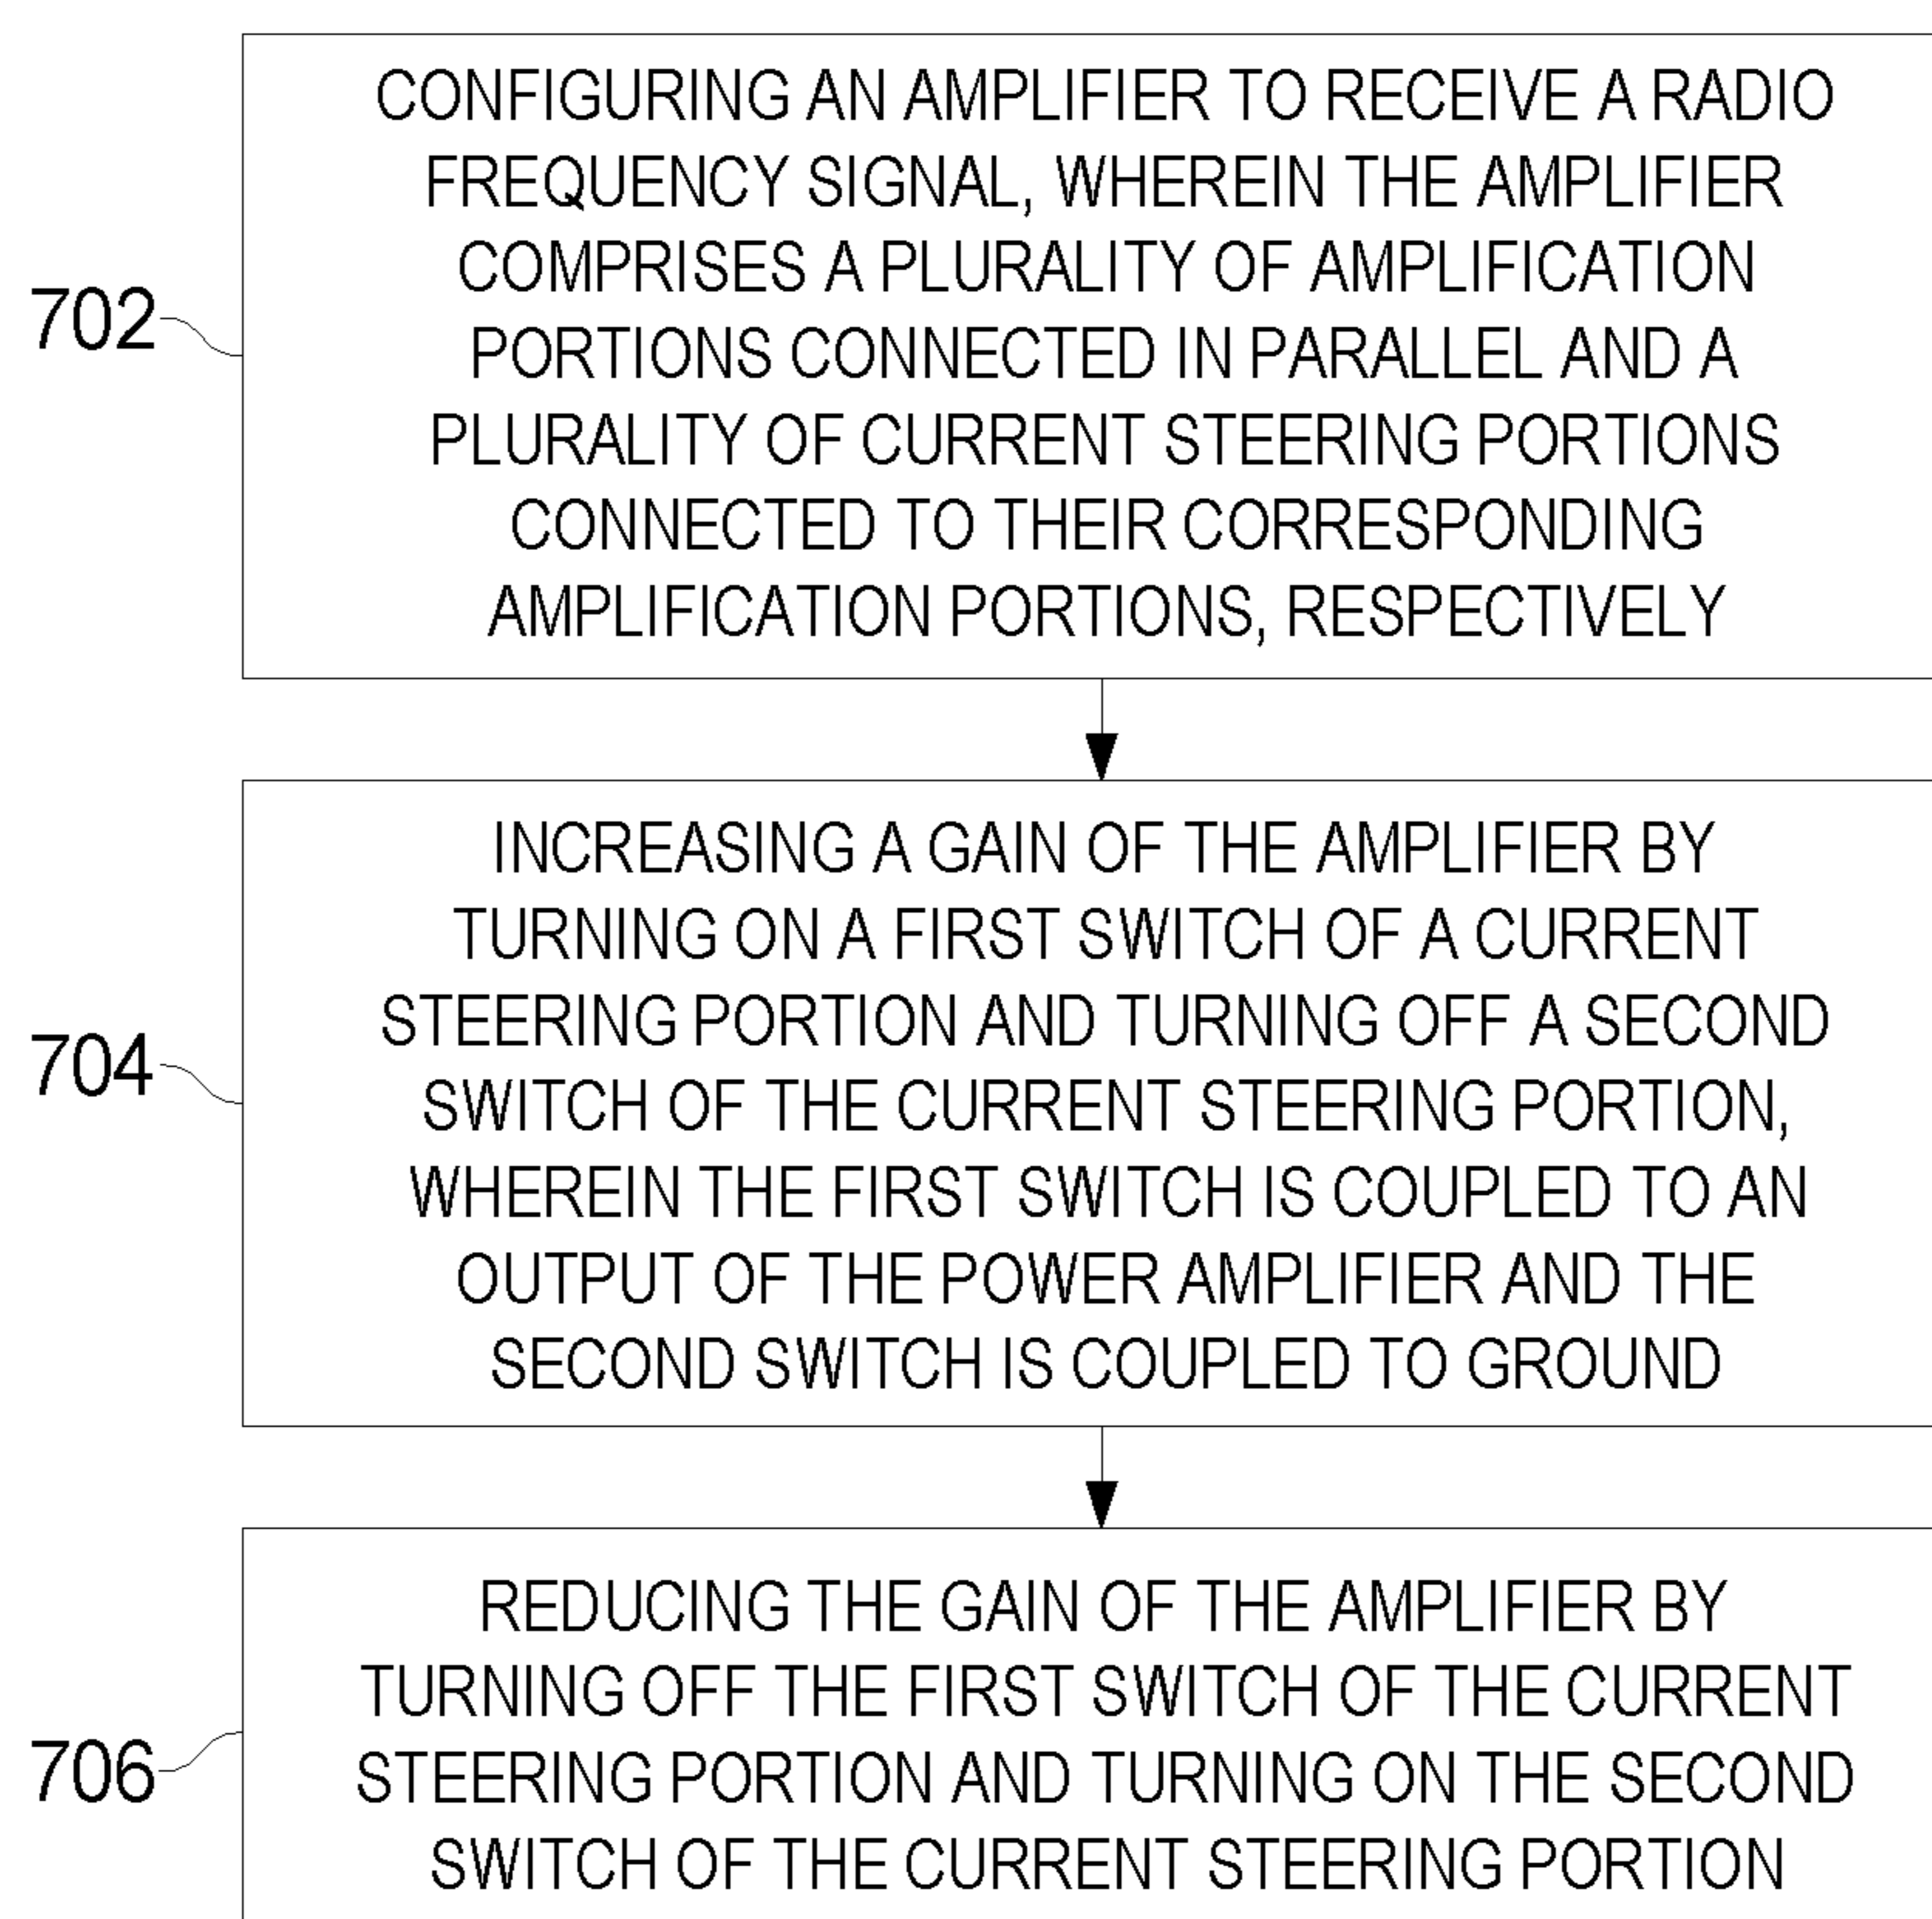 CONFIGURING AN AMPLIFIER TO RECEIVE A RADIO
FREQUENCY SIGNAL, WHEREIN THE AMPLIFIER
COMPRISES A PLURALITY OF AMPLIFICATION
PORTIONS CONNECTED IN PARALLEL AND A
PLURALITY OF CURRENT STEERING PORTIONS
CONNECTED TO THEIR CORRESPONDING
AMPLIFICATION PORTIONS, RESPECTIVELY
702
INCREASING A GAIN OF THE AMPLIFIER BY
TURNING ON A FIRST SWITCH OF A CURRENT
STEERING PORTION AND TURNING OFF A SECOND
SWITCH OF THE CURRENT STEERING PORTION,
WHEREIN THE FIRST SWITCH IS COUPLED TO AN
OUTPUT OF THE POWER AMPLIFIER AND THE
SECOND SWITCH IS COUPLED TO GROUND
704
REDUCING THE GAIN OF THE AMPLIFIER BY
TURNING OFF THE FIRST SWITCH OF THE CURRENT
STEERING PORTION AND TURNING ON THE SECOND
SWITCH OF THE CURRENT STEERING PORTION
706